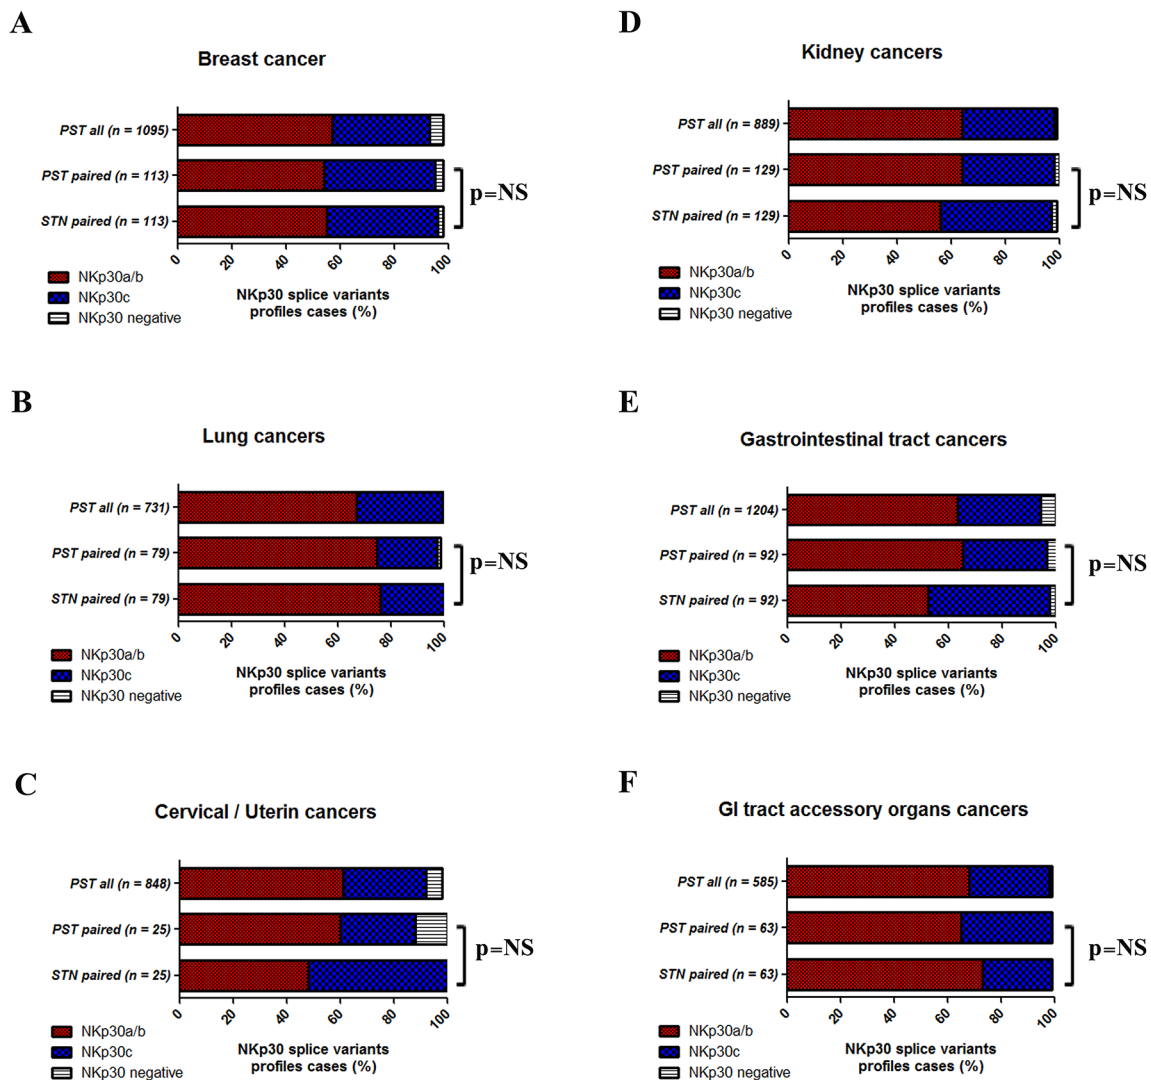 A
Breast cancer
PST all (n = 1095)
PST paired (n = 113)
STN paired (n = 113)
p=NS
0 20 40 60 80 100
NKp30a/b
NKp30c
NKp30 negative
NKp30 splice variants
profiles cases (%)
B
Lung cancers
PST all (n = 731)
PST paired (n = 79)
STN paired (n = 79)
p=NS
0 20 40 60 80 100
NKp30a/b
NKp30c
NKp30 negative
NKp30 splice variants
profiles cases (%)
C
Cervical / Uterin cancers
PST all (n = 848)
PST paired (n = 25)
STN paired (n = 25)
p=NS
0 20 40 60 80 100
NKp30a/b
NKp30c
NKp30 negative
NKp30 splice variants
profiles cases (%)
D
Kidney cancers
PST all (n = 889)
PST paired (n = 129)
STN paired (n = 129)
p=NS
0 20 40 60 80 100
NKp30a/b
NKp30c
NKp30 negative
NKp30 splice variants
profiles cases (%)
E
Gastrointestinal tract cancers
PST all (n = 1204)
PST paired (n = 92)
STN paired (n = 92)
p=NS
0 20 40 60 80 100
NKp30a/b
NKp30c
NKp30 negative
NKp30 splice variants
profiles cases (%)
F
GI tract accessory organs cancers
PST all (n = 585)
PST paired (n = 63)
STN paired (n = 63)
p=NS
0 20 40 60 80 100
NKp30a/b
NKp30c
NKp30 negative
NKp30 splice variants
profiles cases (%)